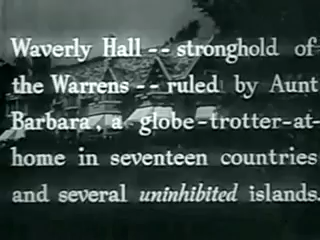 Waverly Hall -- stronghold of
the Warrens -- ruled by Aunt
Barbara, a globe-trotter-at-
home in seventeen countries
and several uninhibited islands.